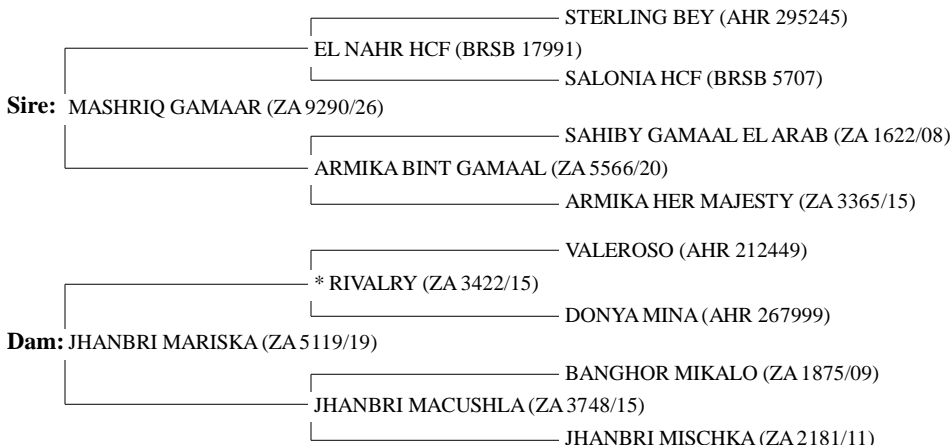 STERLING BEY (AHR 295245)
EL NAHR HCF (BRSB 17991)
SALONIA HCF (BRSB 5707)
Sire: MASHRIQ GAMAAR (ZA 9290/26)
SAHIBY GAMAAL EL ARAB (ZA 1622/08)
ARMIKA BINT GAMAAL (ZA 5566/20)
ARMIKA HER MAJESTY (ZA 3365/15)
VALEROSO (AHR 212449)
* RIVALRY (ZA 3422/15)
DONYA MINA (AHR 267999)
Dam: JHANBRI MARISKA (ZA 5119/19)
BANGHOR MIKALO (ZA 1875/09)
JHANBRI MACUSHLA (ZA 3748/15)
JHANBRI MISCHKA (ZA 2181/11)